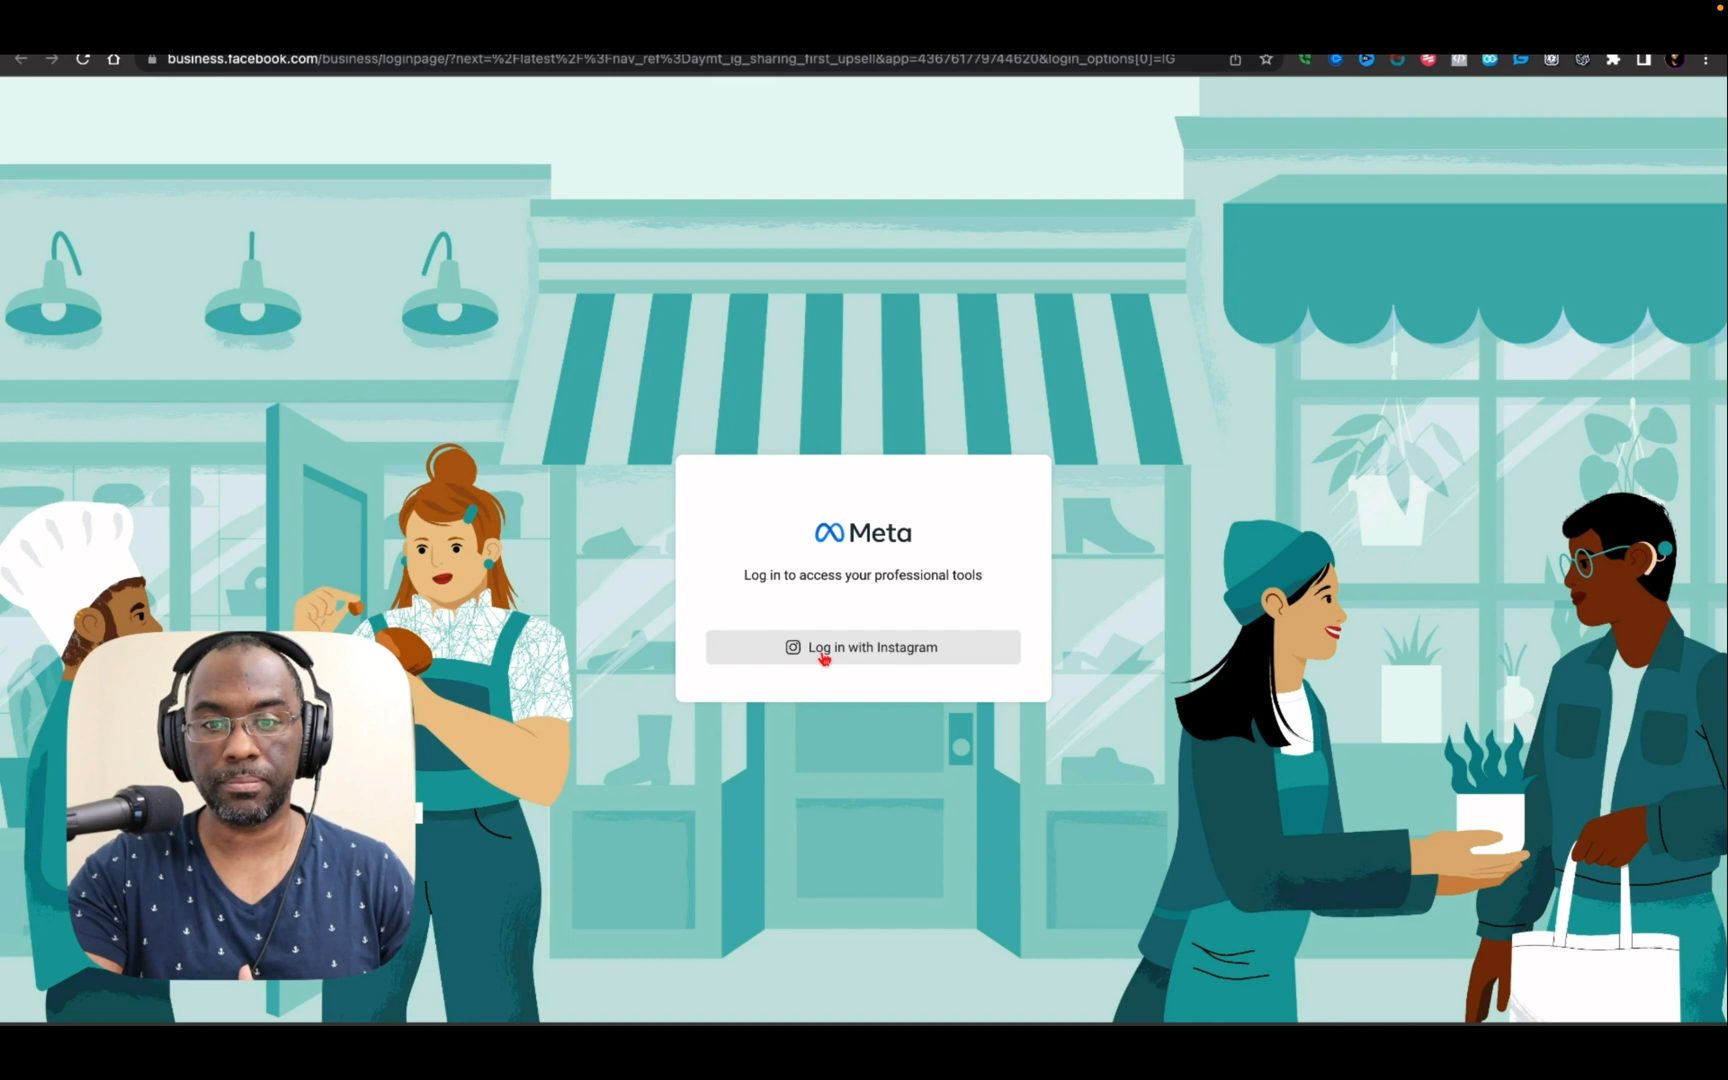 business.facebook.com/business/loginpage/?next=%2Flatest%2F%3Fnav_ref%3Daymt_ig_sharing_first_upsell&app=436761779744620&login_options[0]=IG
Meta
Log in to access your professional tools
Log in with Instagram